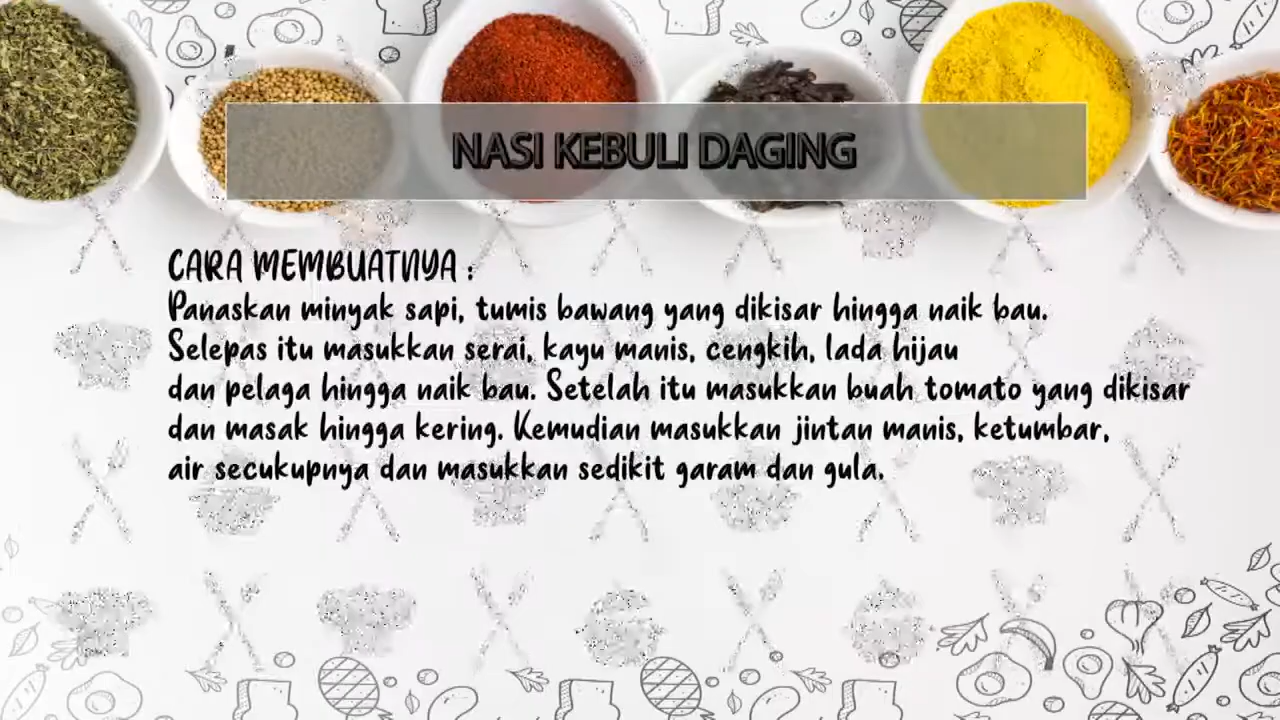 NASI KEBULI DAGING
CARA MEMBUATNYA :
Panaskan minyak sapi, tumis bawang yang dikisar hingga naik bau.
Selepas itu masukkan serai, kayu manis, cengkih, lada hijau
dan pelaga hingga naik bau. Setelah itu masukkan buah tomato yang dikisar
dan masak hingga kering. Kemudian masukkan jintan manis, ketumbar,
air secukupnya dan masukkan sedikit garam dan gula.